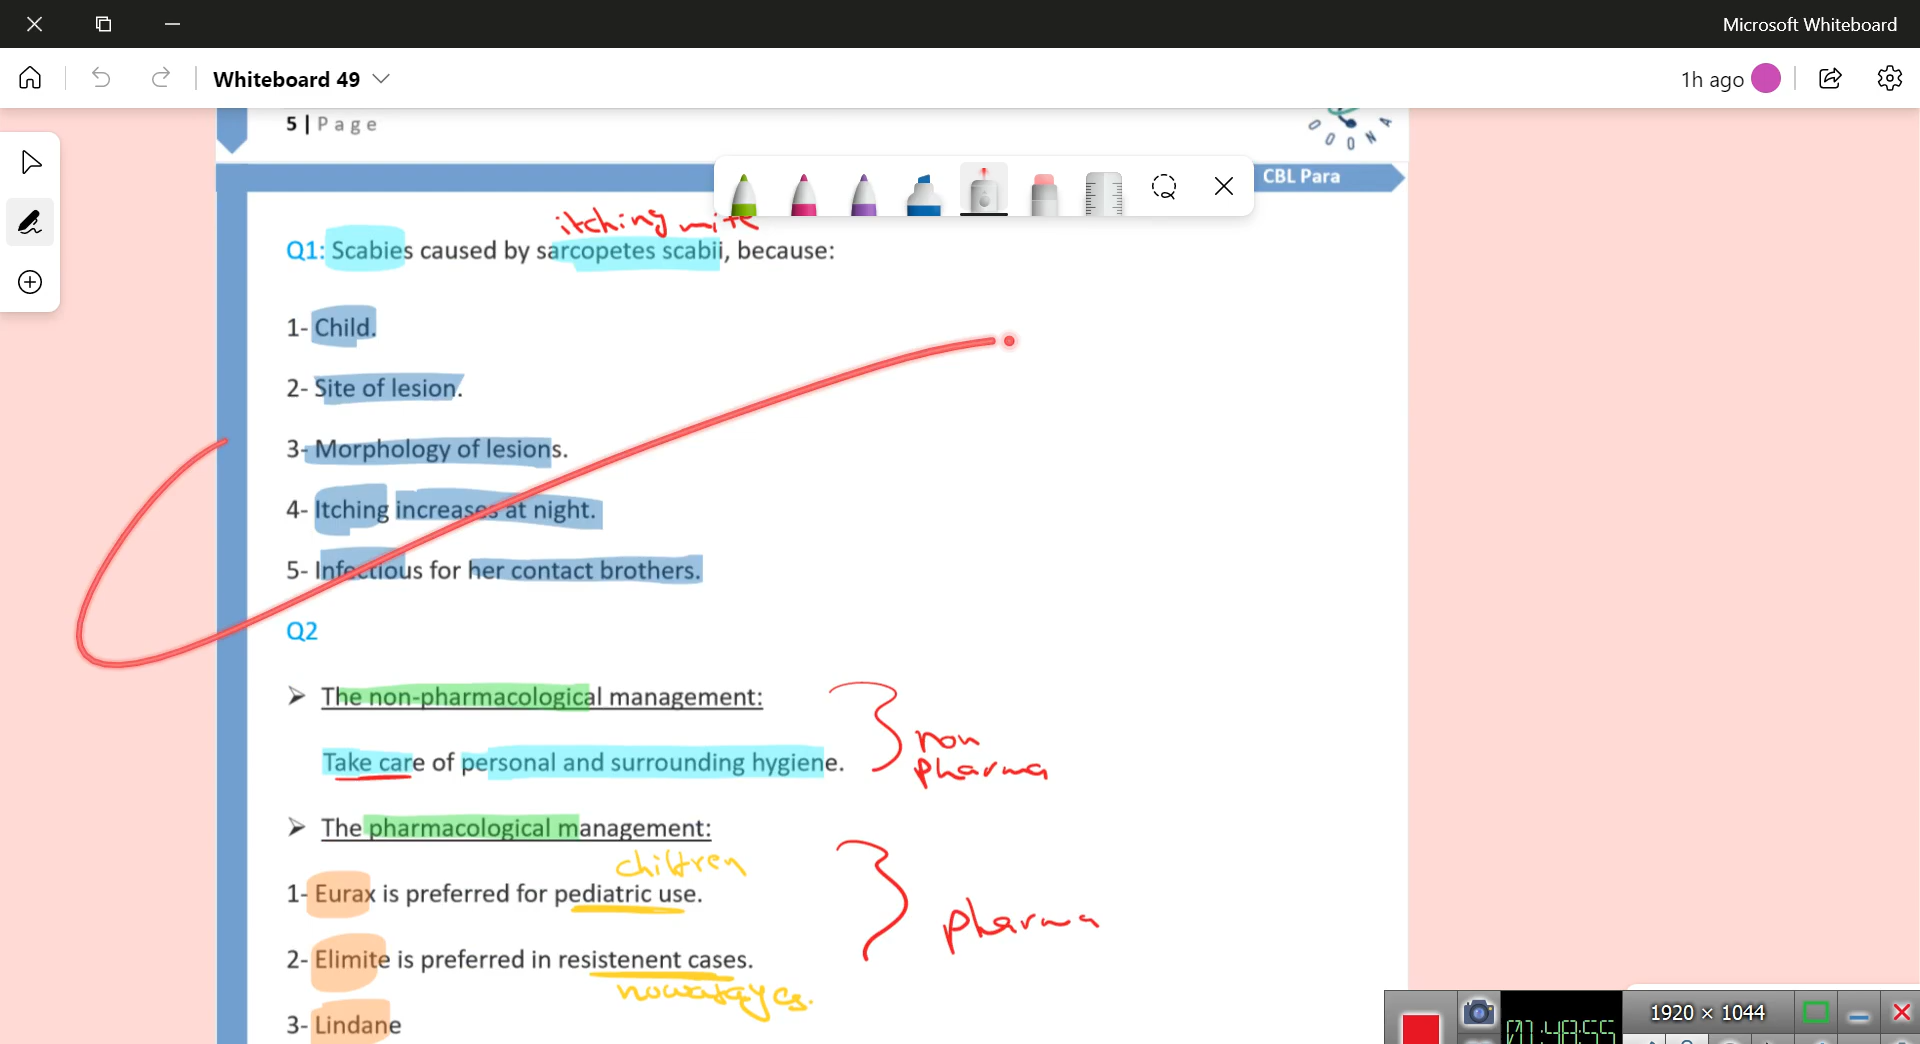 Microsoft Whiteboard
Whiteboard 49
1h ago
5 | Page
CBL Para
itching mite
Q1: Scabies caused by sarcopetes scabii, because:
1- Child.
2- Site of lesion.
3- Morphology of lesions.
4- Itching increases at night.
5- Infectious for her contact brothers.
Q2
The non-pharmacological management:
Take care of personal and surrounding hygiene.
non
pharma
The pharmacological management:
children
1- Eurax is preferred for pediatric use.
pharma
2- Elimite is preferred in resistenent cases.
3- Lindane
1920 × 1044
01:48:55